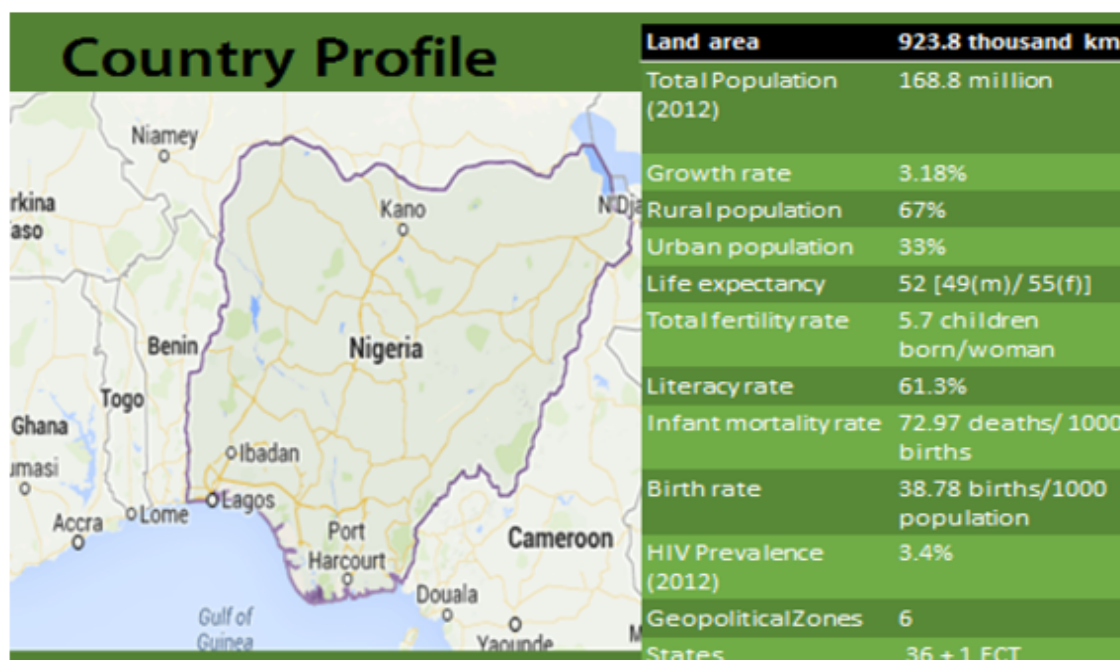 Country Profile
Land area 923.8 thousand km
Total Population 168.8 million
(2012)
Growth rate 3.18%
Rural population 67%
Urban population 33%
Life expectancy 52 [49(m)/ 55(f)]
Total fertility rate 5.7 children
born/woman
Literacy rate 61.3%
Infant mortality rate 72.97 deaths/ 1000
births
Birth rate 38.78 births/1000
population
HIV Prevalence 3.4%
(2012)
Geopolitical Zones 6
States 36 + 1 FCT
Niamey
rkina
aso
Kano
N'Dja
Benin
Nigeria
Togo
Ghana
Ibadan
umasi
Lagos
Accra
Lome
Port
Harcourt
Cameroon
Douala
Gulf of
Guinea
Yaounde